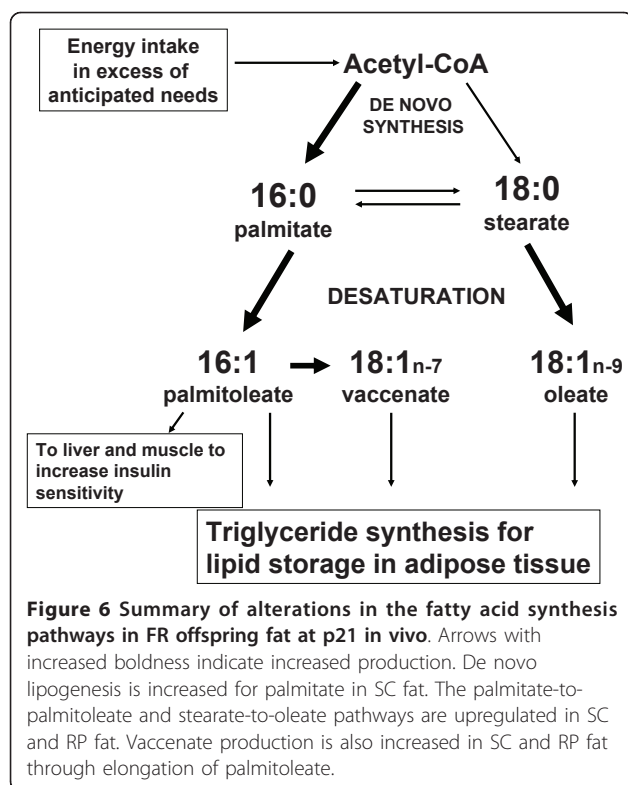 Energy intake
in excess of
anticipated needs
Acetyl-CoA
DE NOVO
SYNTHESIS
16:0
palmitate
18:0
stearate
DESATURATION
16:1
palmitoleate
18:1n-7
vaccenate
18:1n-9
oleate
To liver and muscle to
increase insulin
sensitivity
Triglyceride synthesis for
lipid storage in adipose tissue
Figure 6 Summary of alterations in the fatty acid synthesis
pathways in FR offspring fat at p21 in vivo. Arrows with
increased boldness indicate increased production. De novo
lipogenesis is increased for palmitate in SC fat. The palmitate-to-
palmitoleate and stearate-to-oleate pathways are upregulated in SC
and RP fat. Vaccenate production is also increased in SC and RP fat
through elongation of palmitoleate.